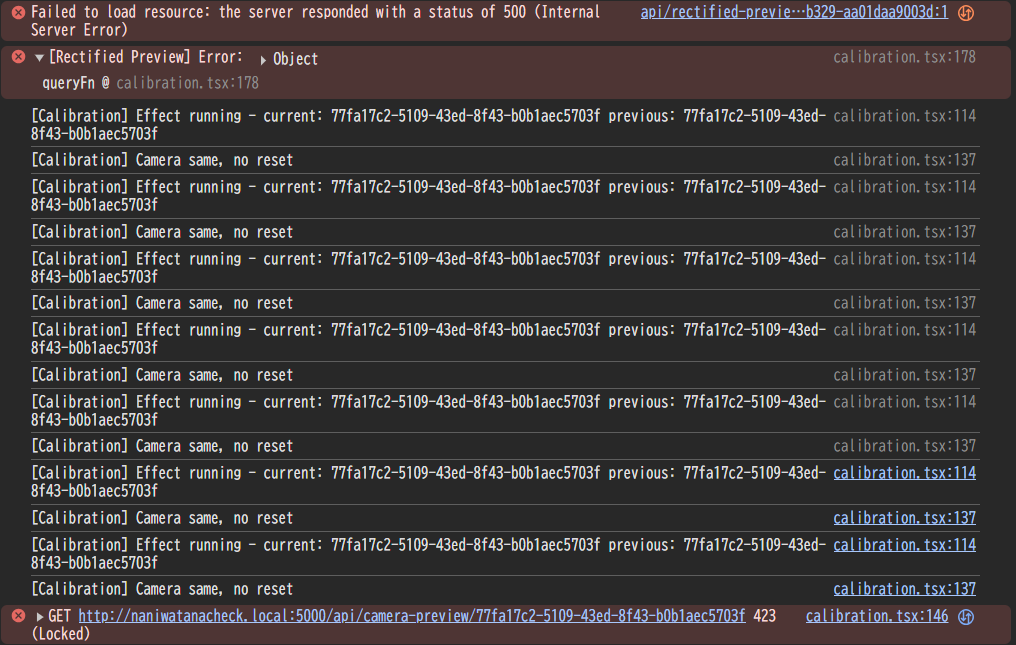 Failed to load resource: the server responded with a status of 500 (Internal api/rectified-previe…b329-aa01daa9003d:1
Server Error)
[Rectified Preview] Error: Object calibration.tsx:178
queryFn @ calibration.tsx:178
[Calibration] Effect running - current: 77fa17c2-5109-43ed-8f43-b0b1aec5703f previous: 77fa17c2-5109-43ed- calibration.tsx:114
8f43-b0b1aec5703f
[Calibration] Camera same, no reset calibration.tsx:137
[Calibration] Effect running - current: 77fa17c2-5109-43ed-8f43-b0b1aec5703f previous: 77fa17c2-5109-43ed- calibration.tsx:114
8f43-b0b1aec5703f
[Calibration] Camera same, no reset calibration.tsx:137
[Calibration] Effect running - current: 77fa17c2-5109-43ed-8f43-b0b1aec5703f previous: 77fa17c2-5109-43ed- calibration.tsx:114
8f43-b0b1aec5703f
[Calibration] Camera same, no reset calibration.tsx:137
[Calibration] Effect running - current: 77fa17c2-5109-43ed-8f43-b0b1aec5703f previous: 77fa17c2-5109-43ed- calibration.tsx:114
8f43-b0b1aec5703f
[Calibration] Camera same, no reset calibration.tsx:137
[Calibration] Effect running - current: 77fa17c2-5109-43ed-8f43-b0b1aec5703f previous: 77fa17c2-5109-43ed- calibration.tsx:114
8f43-b0b1aec5703f
[Calibration] Camera same, no reset calibration.tsx:137
[Calibration] Effect running - current: 77fa17c2-5109-43ed-8f43-b0b1aec5703f previous: 77fa17c2-5109-43ed- calibration.tsx:114
8f43-b0b1aec5703f
[Calibration] Camera same, no reset calibration.tsx:137
[Calibration] Effect running - current: 77fa17c2-5109-43ed-8f43-b0b1aec5703f previous: 77fa17c2-5109-43ed- calibration.tsx:114
8f43-b0b1aec5703f
[Calibration] Camera same, no reset calibration.tsx:137
GET http://naniwatanacheck.local:5000/api/camera-preview/77fa17c2-5109-43ed-8f43-b0b1aec5703f 423 calibration.tsx:146
(Locked)